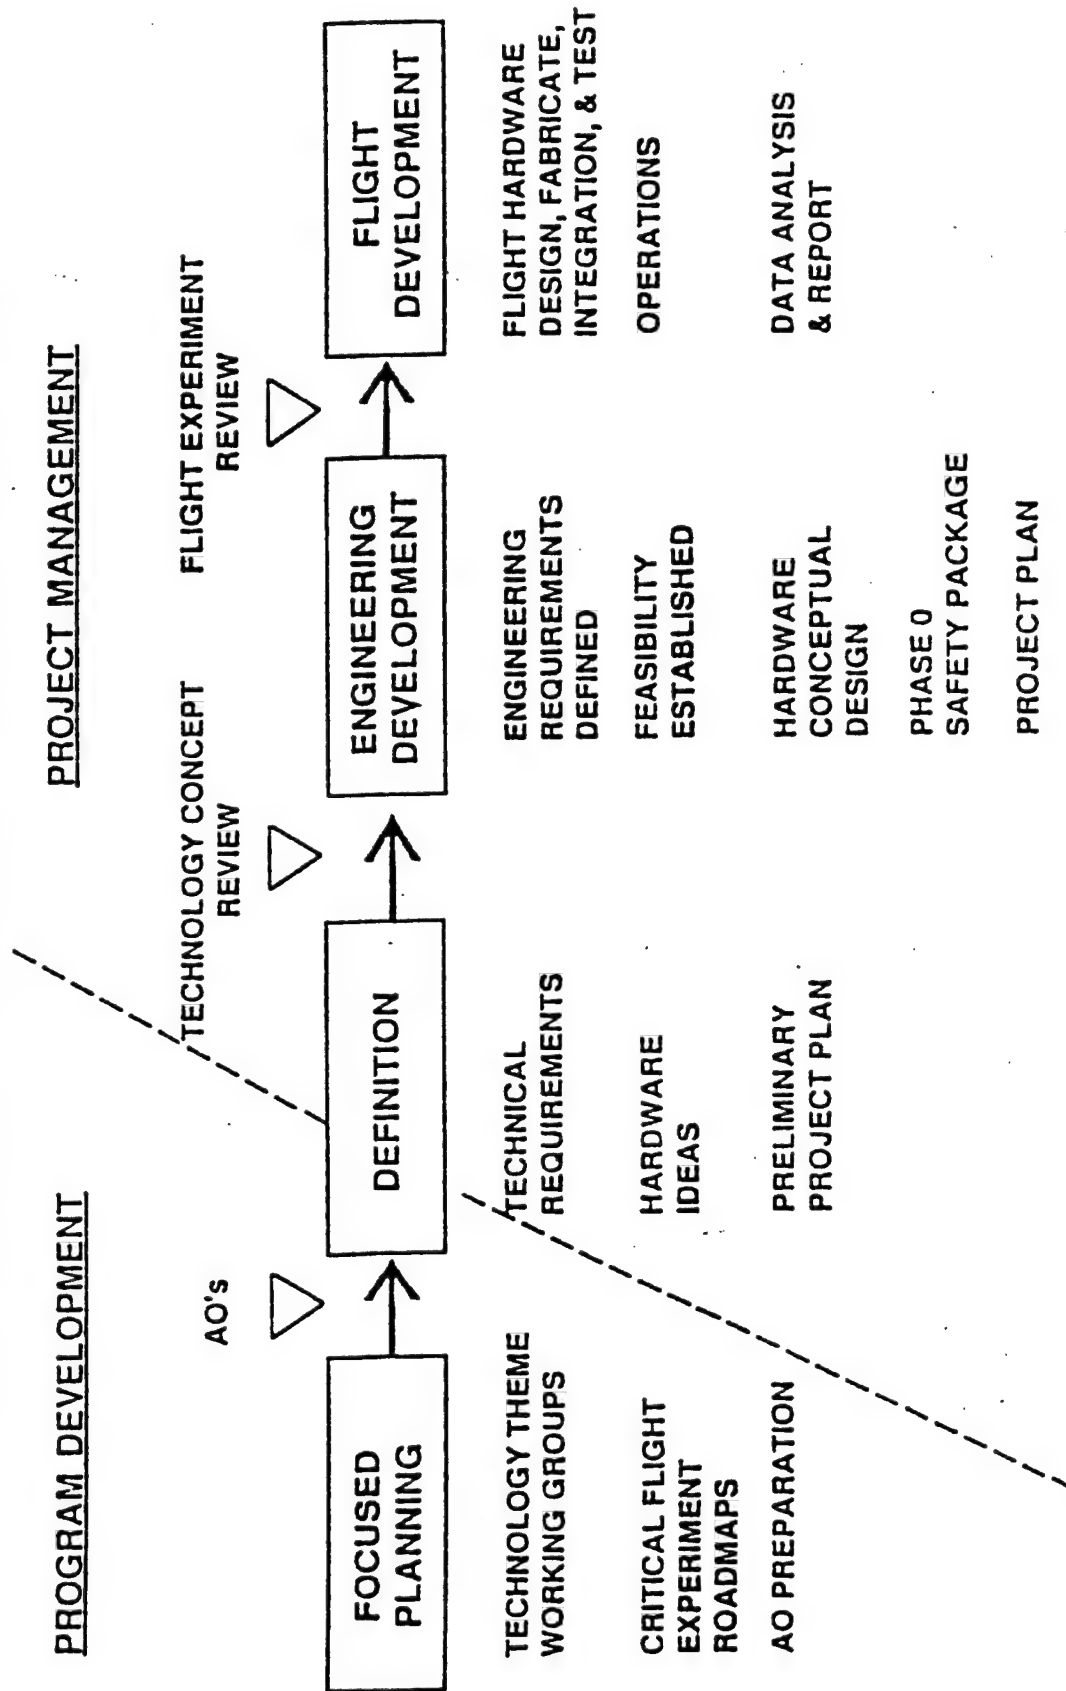 PROGRAM DEVELOPMENT
PROJECT MANAGEMENT
AO's
TECHNOLOGY CONCEPT
REVIEW
FLIGHT EXPERIMENT
REVIEW
FOCUSED
PLANNING
DEFINITION
ENGINEERING
DEVELOPMENT
FLIGHT
DEVELOPMENT
TECHNOLOGY THEME
WORKING GROUPS
CRITICAL FLIGHT
EXPERIMENT
ROADMAPS
AO PREPARATION
TECHNICAL
REQUIREMENTS
HARDWARE
IDEAS
PRELIMINARY
PROJECT PLAN
ENGINEERING
REQUIREMENTS
DEFINED
FEASIBILITY
ESTABLISHED
HARDWARE
CONCEPTUAL
DESIGN
PHASE 0
SAFETY PACKAGE
PROJECT PLAN
FLIGHT HARDWARE
DESIGN, FABRICATE,
INTEGRATION, & TEST
OPERATIONS
DATA ANALYSIS
& REPORT